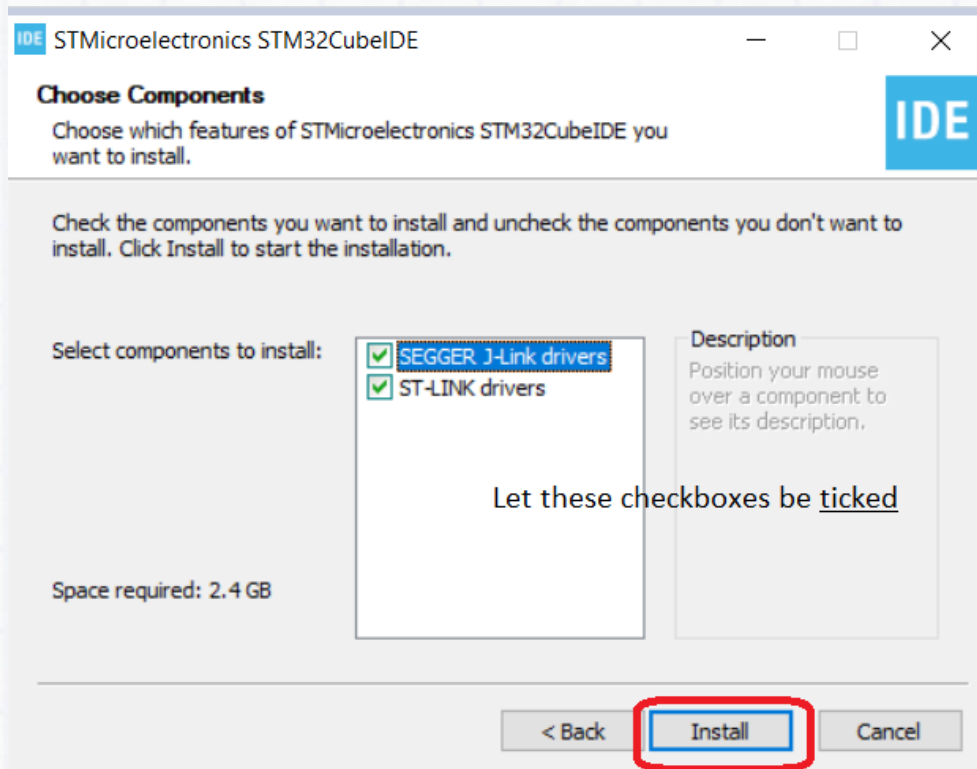 IDE STMicroelectronics STM32CubeIDE
Choose Components
Choose which features of STMicroelectronics STM32CubeIDE you
want to install.
IDE
Check the components you want to install and uncheck the components you don't want to
install. Click Install to start the installation.
Select components to install:
SEGGER J-Link drivers
ST-LINK drivers
Description
Position your mouse
over a component to
see its description.
Let these checkboxes be ticked
Space required: 2.4 GB
< Back
Install
Cancel